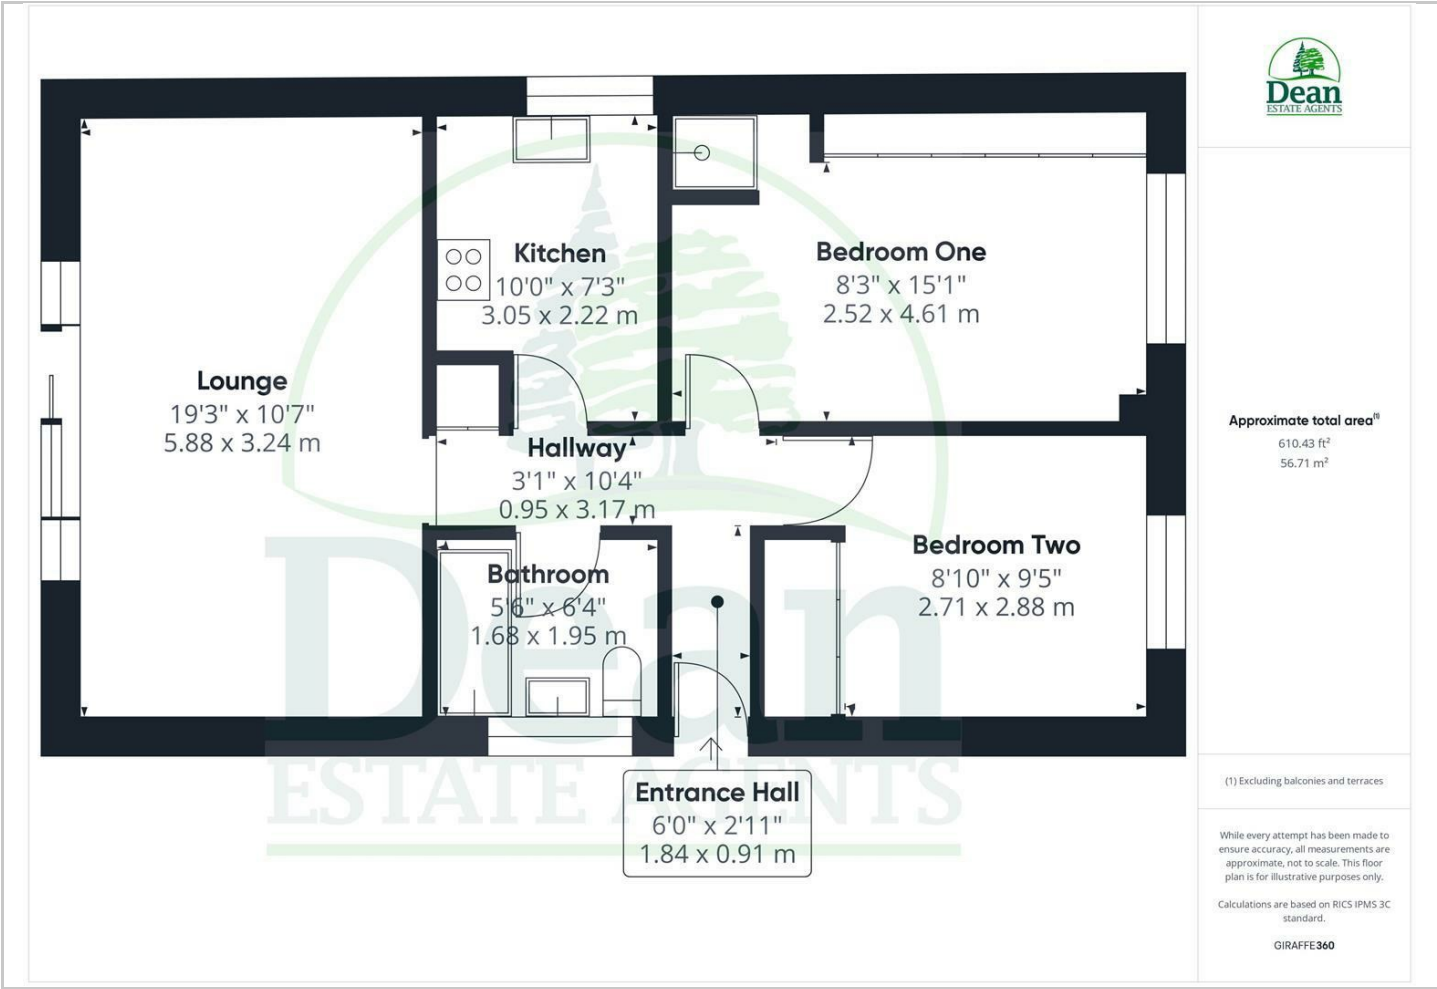 Dean
ESTATE AGENTS
Kitchen
10'0" x 7'3"
3.05 x 2.22 m
Bedroom One
8'3" x 15'1"
2.52 x 4.61 m
Lounge
19'3" x 10'7"
5.88 x 3.24 m
Hallway
3'1" x 10'4"
0.95 x 3.17 m
Bathroom
5'6" x 6'4"
1.68 x 1.95 m
Bedroom Two
8'10" x 9'5"
2.71 x 2.88 m
Entrance Hall
6'0" x 2'11"
1.84 x 0.91 m
Dean
ESTATE AGENTS
Approximate total area⁽¹⁾
610.43 ft²
56.71 m²
(1) Excluding balconies and terraces
While every attempt has been made to
ensure accuracy, all measurements are
approximate, not to scale. This floor
plan is for illustrative purposes only.
Calculations are based on RICS IPMS 3C
standard.
GIRAFFE360